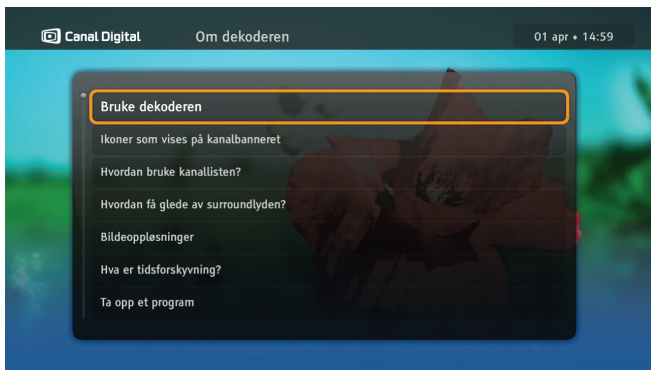 Canal Digital Om dekoderen 01 apr • 14:59
Bruke dekoderen
Ikoner som vises på kanalbanneret
Hvordan bruke kanallisten?
Hvordan få glede av surroundlyden?
Bildeoppløsninger
Hva er tidsforskyvning?
Ta opp et program